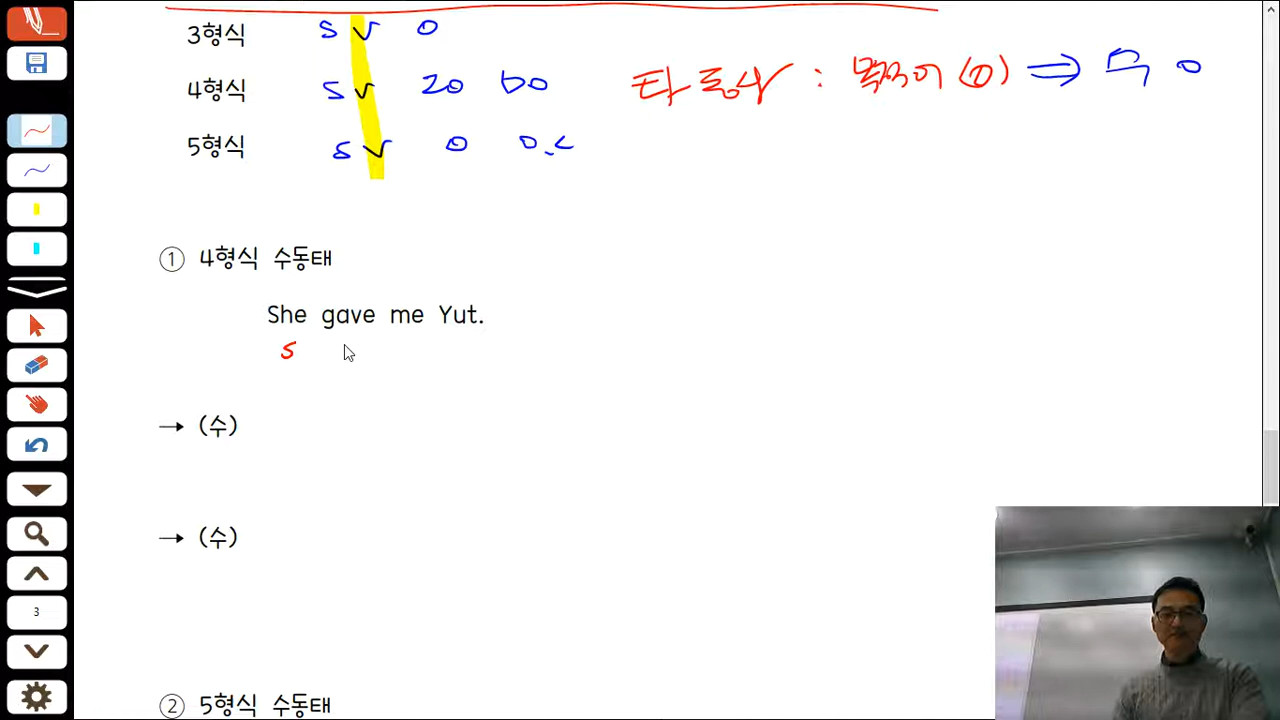 3형식 S V O
4형식 S V IO DO
타동사 : 목적어 (O) ⇒ 수 O
5형식 S V O O.C
① 4형식 수동태
She gave me Yut.
S
→ (수)
→ (수)
3
② 5형식 수동태